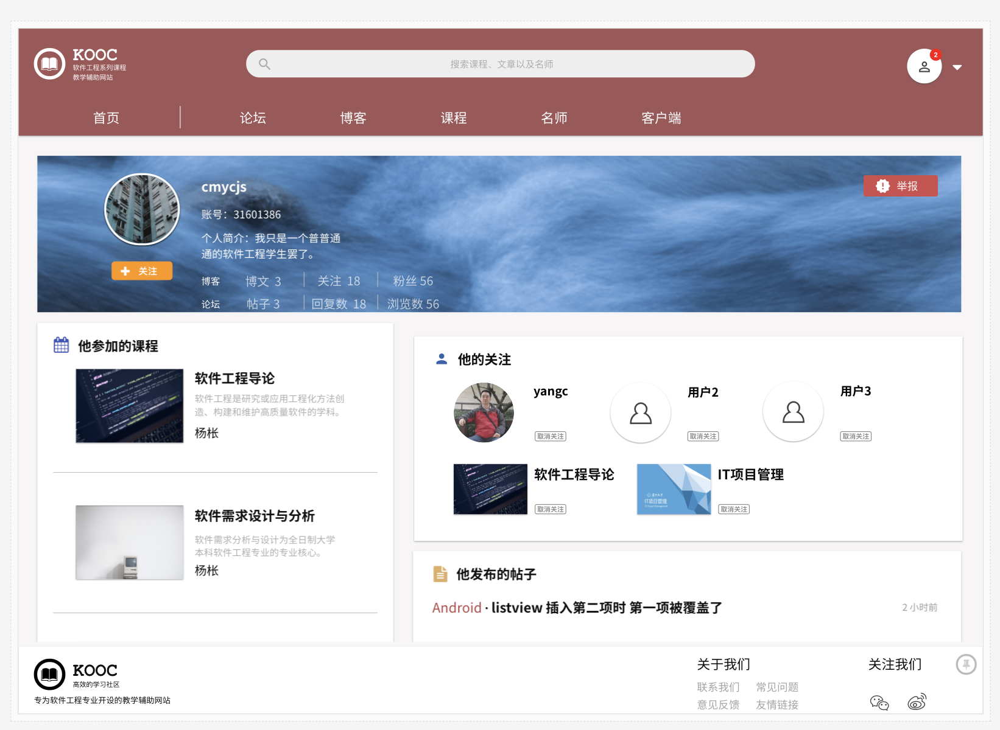 KOOC
软件工程系列课程
教学辅助网站
搜索课程、文章以及名师
2
首页
论坛
博客
课程
名师
客户端
cmycjs
举报
账号：31601386
个人简介：我只是一个普普通
通的软件工程学生罢了。
关注
博客 博文 3 关注 18 粉丝 56
论坛 帖子 3 回复数 18 浏览数 56
他参加的课程
软件工程导论
软件工程是研究或应用工程化方法创
造、构建和维护高质量软件的学科。
杨枨
软件需求设计与分析
软件需求分析与设计为全日制大学
本科软件工程专业的专业核心。
杨枨
他的关注
yangc
取消关注
用户2
取消关注
用户3
取消关注
软件工程导论
取消关注
IT项目管理
IT项目管理
取消关注
他发布的帖子
Android · listview 插入第二项时 第一项被覆盖了
2 小时前
KOOC
高效的学习社区
专为软件工程专业开设的教学辅助网站
关于我们
联系我们 常见问题
意见反馈 友情链接
关注我们